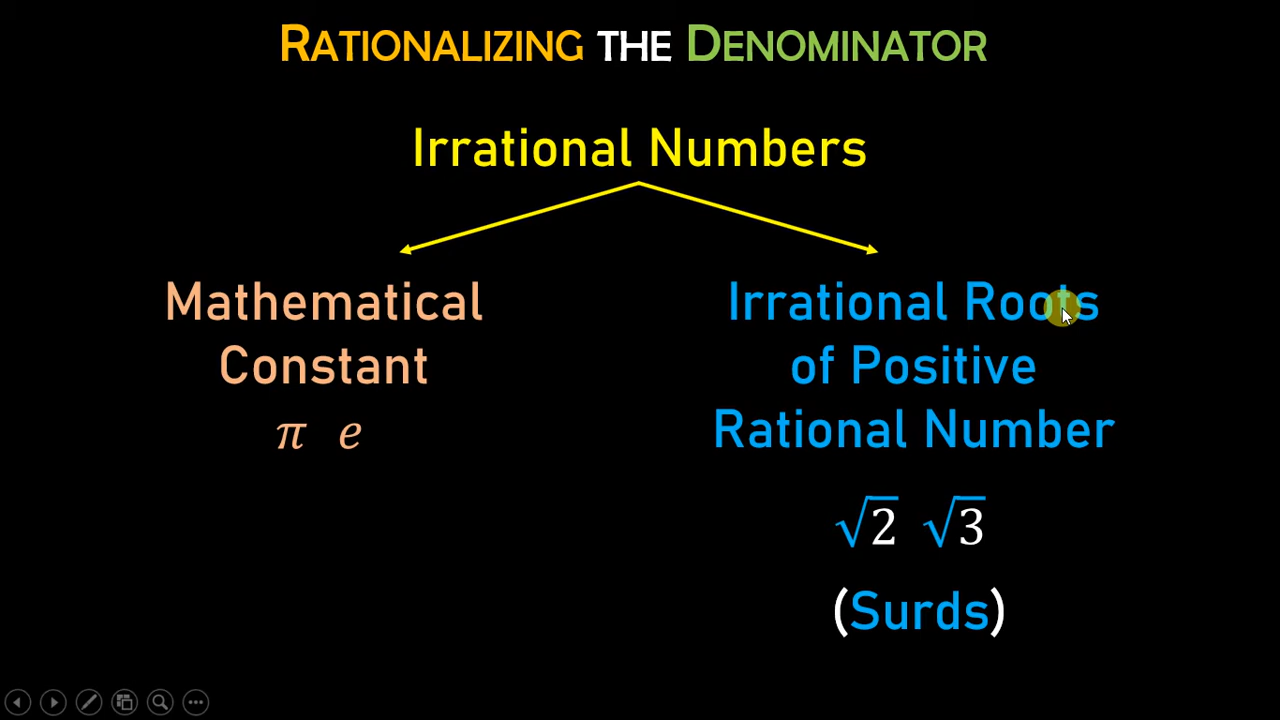 RATIONALIZING THE DENOMINATOR
Irrational Numbers
Mathematical
Constant
π e
Irrational Roots
of Positive
Rational Number
√2 √3
(Surds)